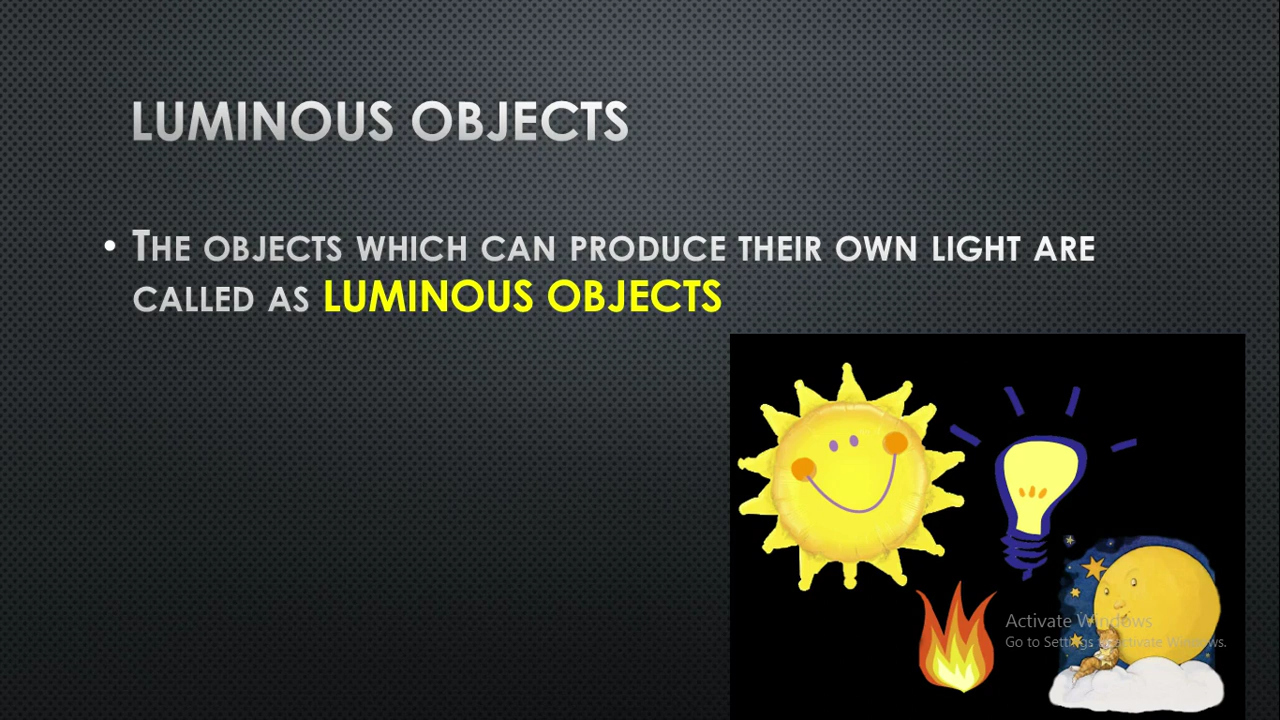 LUMINOUS OBJECTS
• THE OBJECTS WHICH CAN PRODUCE THEIR OWN LIGHT ARE
CALLED AS LUMINOUS OBJECTS
Activate Windows
Go to Settings to activate Windows.